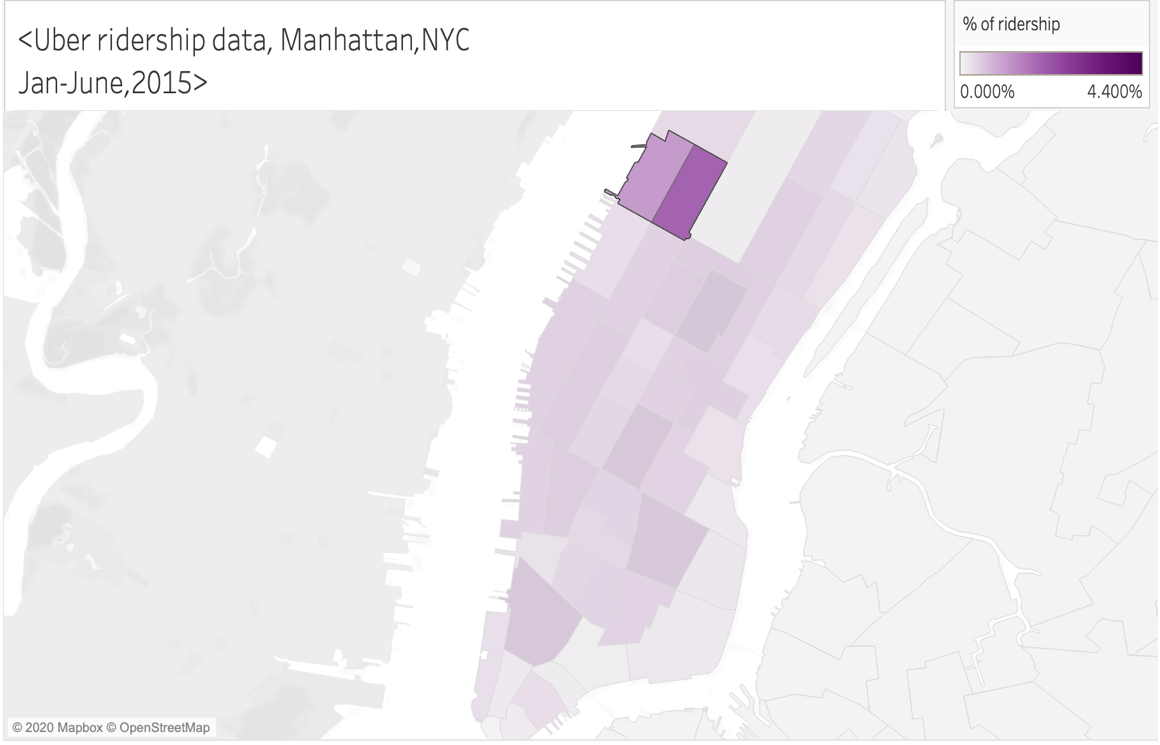 <Uber ridership data, Manhattan,NYC
Jan-June,2015>
% of ridership
0.000% 4.400%
© 2020 Mapbox © OpenStreetMap